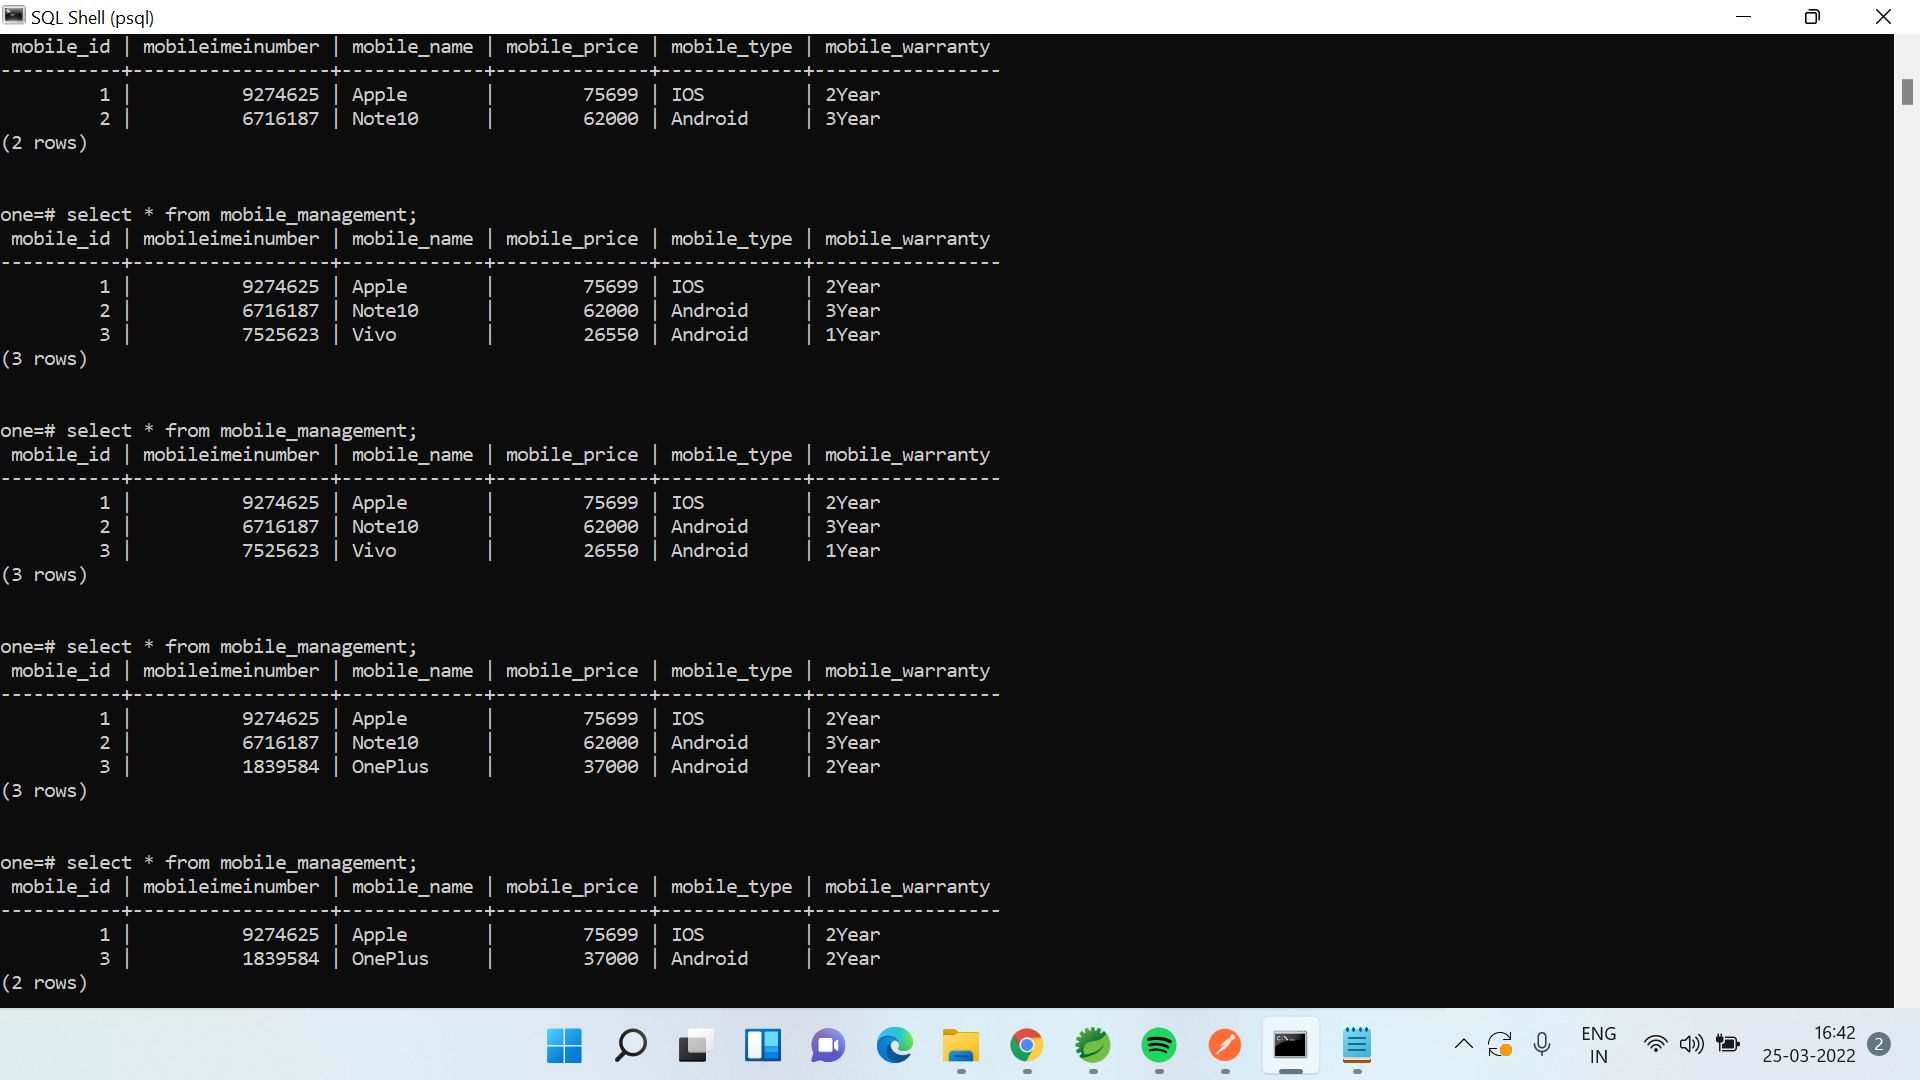 SQL Shell (psql)
 mobile_id | mobileimeinumber | mobile_name | mobile_price | mobile_type | mobile_warranty
-----------+------------------+-------------+--------------+-------------+-----------------
         1 |          9274625 | Apple       |        75699 | IOS         | 2Year
         2 |          6716187 | Note10      |        62000 | Android     | 3Year
(2 rows)
one=# select * from mobile_management;
 mobile_id | mobileimeinumber | mobile_name | mobile_price | mobile_type | mobile_warranty
-----------+------------------+-------------+--------------+-------------+-----------------
         1 |          9274625 | Apple       |        75699 | IOS         | 2Year
         2 |          6716187 | Note10      |        62000 | Android     | 3Year
         3 |          7525623 | Vivo        |        26550 | Android     | 1Year
(3 rows)
one=# select * from mobile_management;
 mobile_id | mobileimeinumber | mobile_name | mobile_price | mobile_type | mobile_warranty
-----------+------------------+-------------+--------------+-------------+-----------------
         1 |          9274625 | Apple       |        75699 | IOS         | 2Year
         2 |          6716187 | Note10      |        62000 | Android     | 3Year
         3 |          7525623 | Vivo        |        26550 | Android     | 1Year
(3 rows)
one=# select * from mobile_management;
 mobile_id | mobileimeinumber | mobile_name | mobile_price | mobile_type | mobile_warranty
-----------+------------------+-------------+--------------+-------------+-----------------
         1 |          9274625 | Apple       |        75699 | IOS         | 2Year
         2 |          6716187 | Note10      |        62000 | Android     | 3Year
         3 |          1839584 | OnePlus     |        37000 | Android     | 2Year
(3 rows)
one=# select * from mobile_management;
 mobile_id | mobileimeinumber | mobile_name | mobile_price | mobile_type | mobile_warranty
-----------+------------------+-------------+--------------+-------------+-----------------
         1 |          9274625 | Apple       |        75699 | IOS         | 2Year
         3 |          1839584 | OnePlus     |        37000 | Android     | 2Year
(2 rows)
ENG
IN
16:42
25-03-2022
2